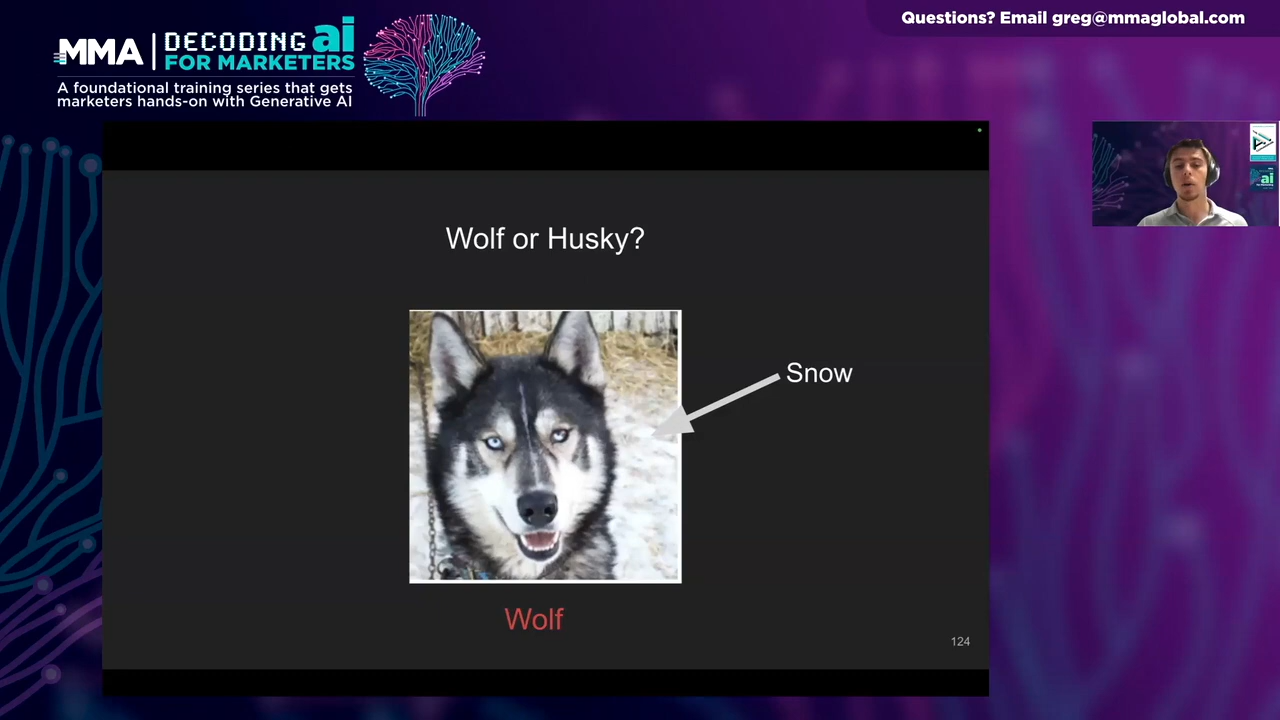 Questions? Email greg@mmaglobal.com
MMA
DECODING ai
FOR MARKETERS
A foundational training series that gets
marketers hands-on with Generative AI
Wolf or Husky?
Snow
Wolf
124
ai